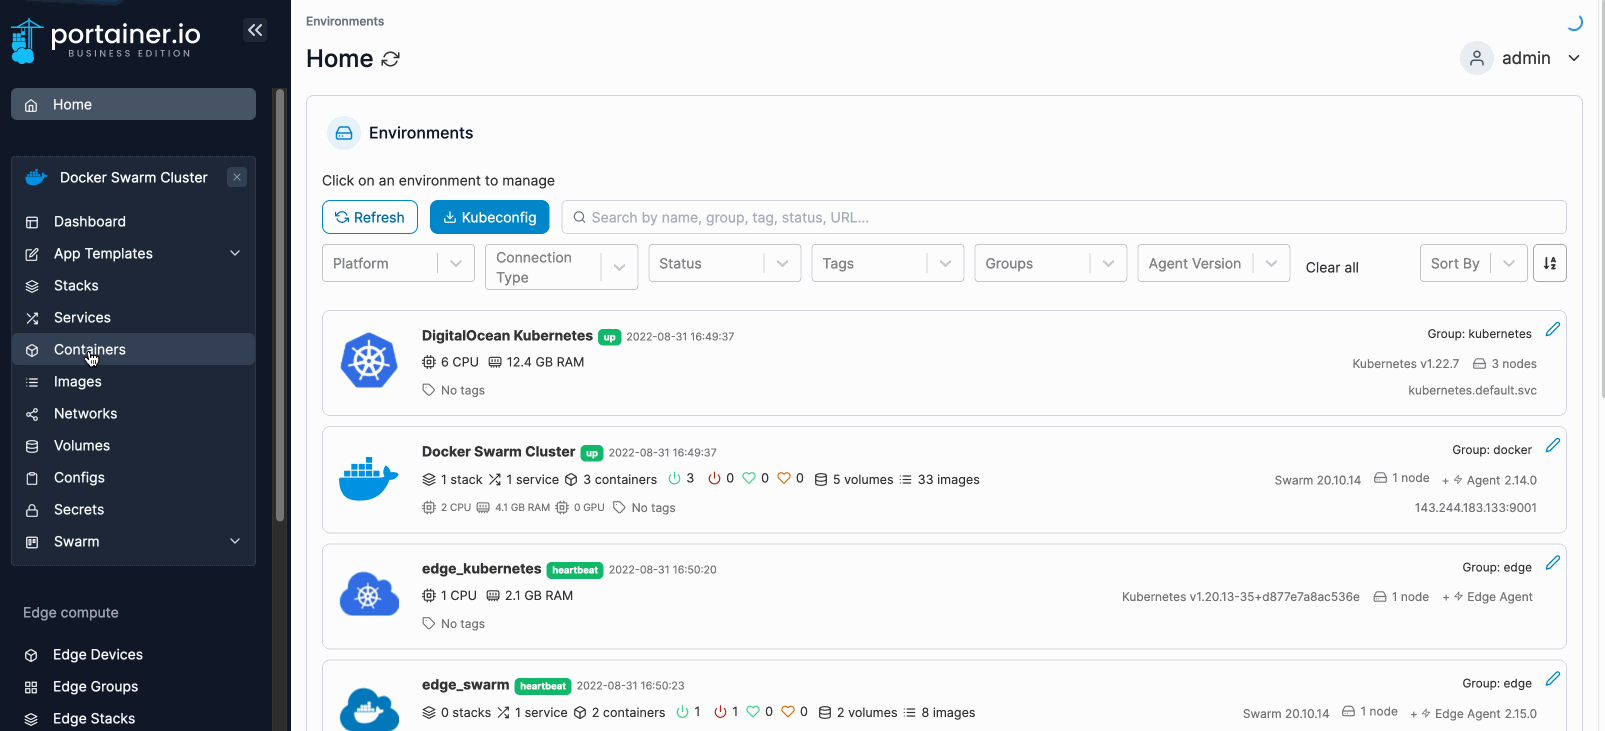 portainer.io
BUSINESS EDITION
Home
Docker Swarm Cluster
Dashboard
App Templates
Stacks
Services
Containers
Images
Networks
Volumes
Configs
Secrets
Swarm
Edge compute
Edge Devices
Edge Groups
Edge Stacks
Environments
Home
admin
Environments
Click on an environment to manage
Refresh Kubeconfig Search by name, group, tag, status, URL...
Platform Connection Type Status Tags Groups Agent Version Clear all Sort By
DigitalOcean Kubernetes up 2022-08-31 16:49:37 Group: kubernetes
6 CPU 12.4 GB RAM Kubernetes v1.22.7 3 nodes
No tags kubernetes.default.svc
Docker Swarm Cluster up 2022-08-31 16:49:37 Group: docker
1 stack 1 service 3 containers 3 0 0 0 5 volumes 33 images Swarm 20.10.14 1 node + Agent 2.14.0
2 CPU 4.1 GB RAM 0 GPU No tags 143.244.183.133:9001
edge_kubernetes heartbeat 2022-08-31 16:50:20 Group: edge
1 CPU 2.1 GB RAM Kubernetes v1.20.13-35+d877e7a8ac536e 1 node + Edge Agent
No tags
edge_swarm heartbeat 2022-08-31 16:50:23 Group: edge
0 stacks 1 service 2 containers 1 1 0 0 2 volumes 8 images Swarm 20.10.14 1 node + Edge Agent 2.15.0